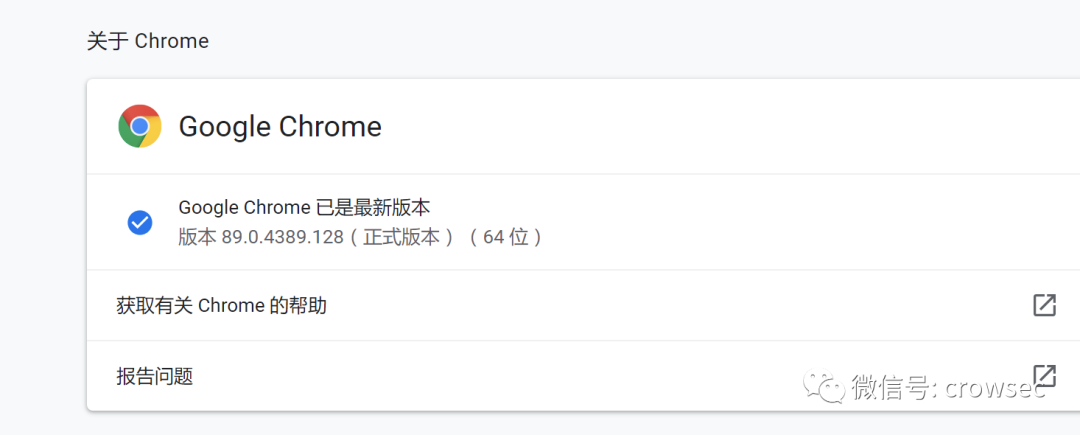 关于 Chrome
Google Chrome
Google Chrome 已是最新版本
版本 89.0.4389.128（正式版本）（64 位）
获取有关 Chrome 的帮助
报告问题
微信号: crowsec